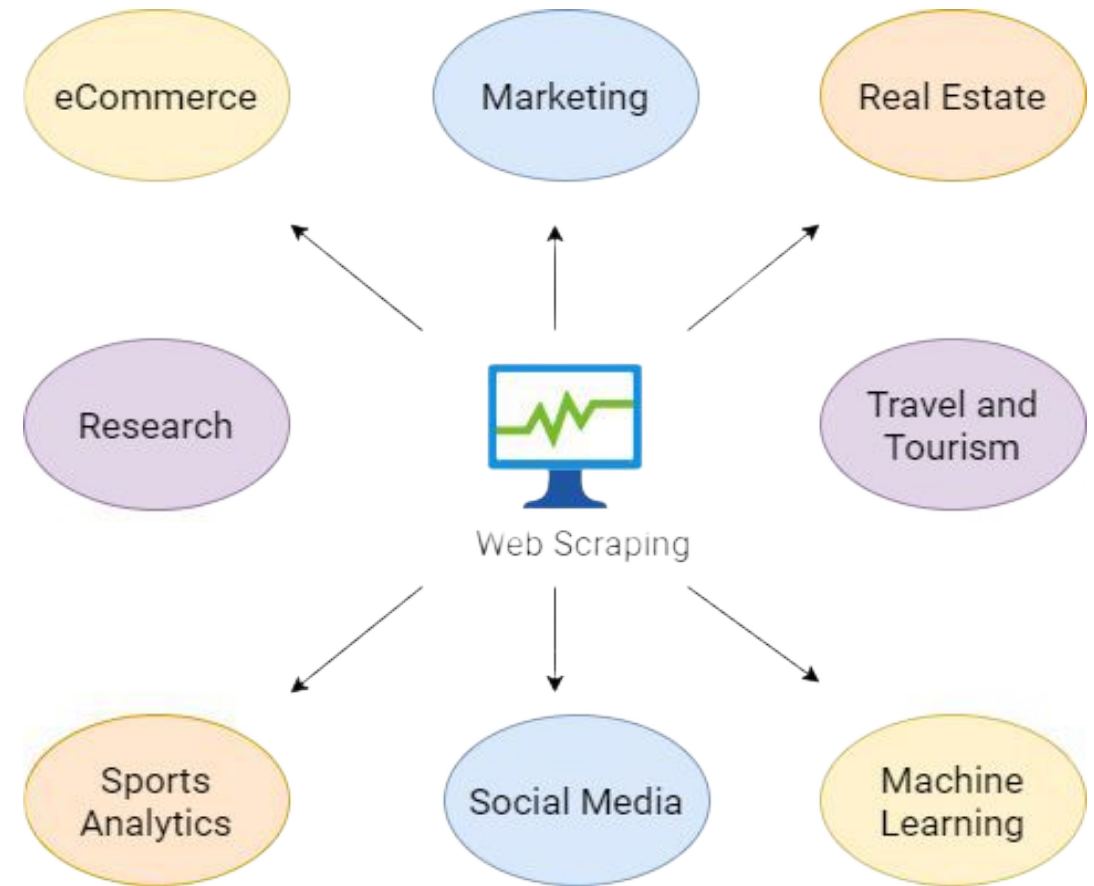 eCommerce
Marketing
Real Estate
Research
Travel and
Tourism
Web Scraping
Sports
Analytics
Social Media
Machine
Learning